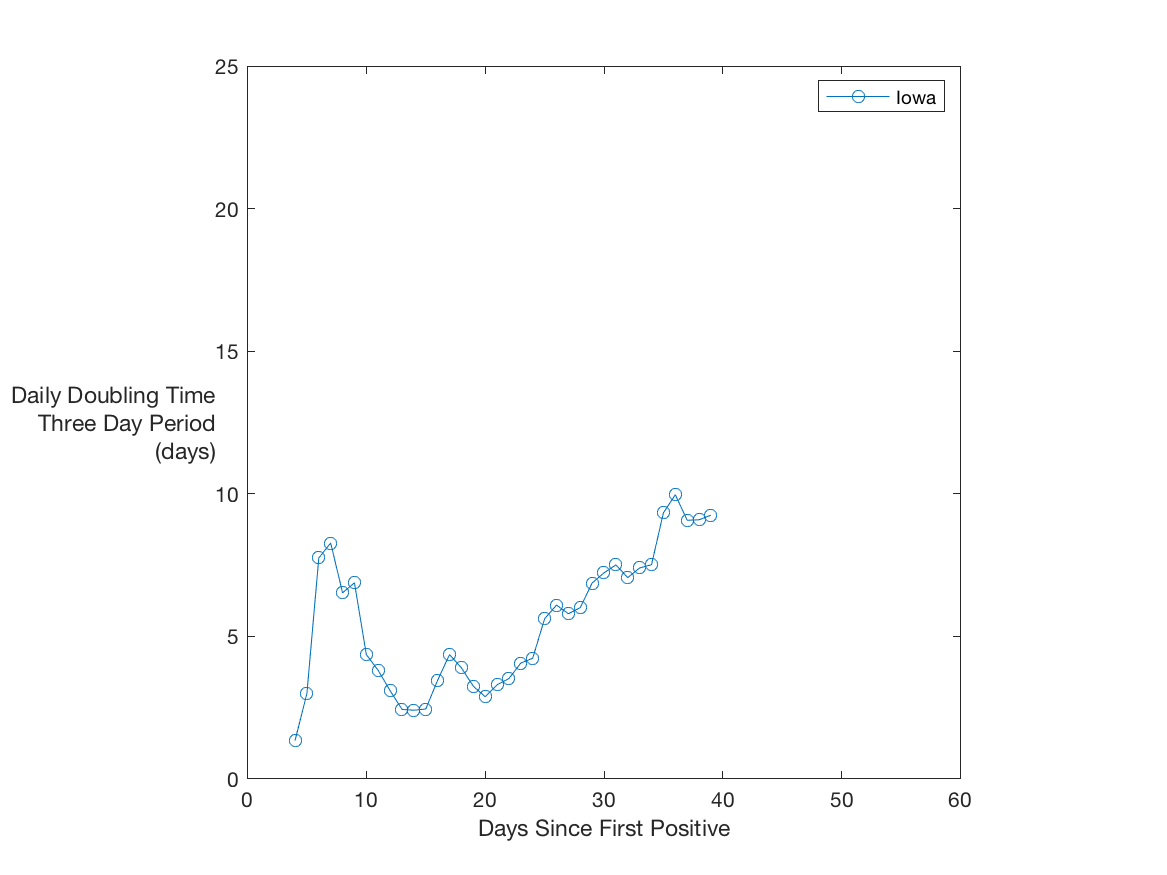 25
Iowa
20
15
Daily Doubling Time
Three Day Period
(days)
10
5
0
0 10 20 30 40 50 60
Days Since First Positive